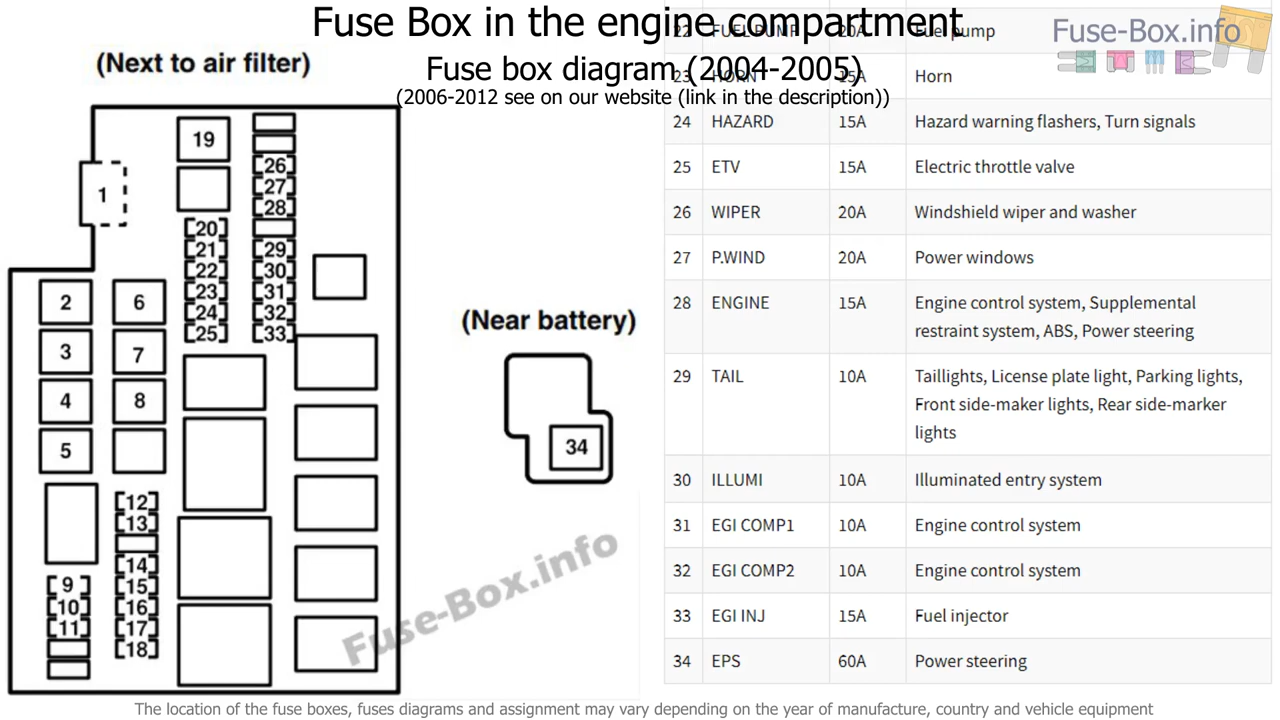 Fuse Box in the engine compartment
Fuse box diagram (2004-2005)
(2006-2012 see on our website (link in the description))
Fuse-Box.info
(Next to air filter)
19
1
26
27
28
20
21
22
23
24
25
29
30
31
32
33
2 6
3 7
4 8
5
12
13
14
15
16
17
18
9
10
11
(Near battery)
34
Fuse-Box.info
22 FUEL PUMP 20A Fuel pump
23 HORN 15A Horn
24 HAZARD 15A Hazard warning flashers, Turn signals
25 ETV 15A Electric throttle valve
26 WIPER 20A Windshield wiper and washer
27 P.WIND 20A Power windows
28 ENGINE 15A Engine control system, Supplemental
restraint system, ABS, Power steering
29 TAIL 10A Taillights, License plate light, Parking lights,
Front side-maker lights, Rear side-marker
lights
30 ILLUMI 10A Illuminated entry system
31 EGI COMP1 10A Engine control system
32 EGI COMP2 10A Engine control system
33 EGI INJ 15A Fuel injector
34 EPS 60A Power steering
The location of the fuse boxes, fuses diagrams and assignment may vary depending on the year of manufacture, country and vehicle equipment